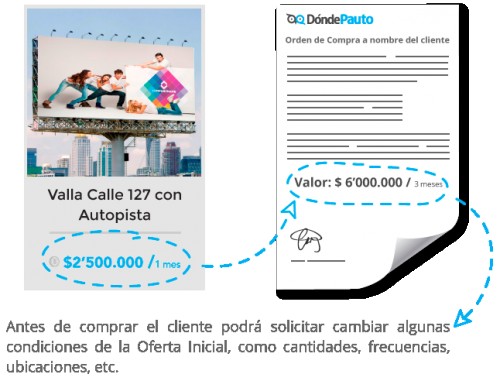 DóndePauto
Orden de Compra a nombre del cliente
Valla Calle 127 con
Autopista
$2'500.000 /1 mes
Valor: $ 6'000.000 / 3 meses
Antes de comprar el cliente podrá solicitar cambiar algunas
condiciones de la Oferta Inicial, como cantidades, frecuencias,
ubicaciones, etc.